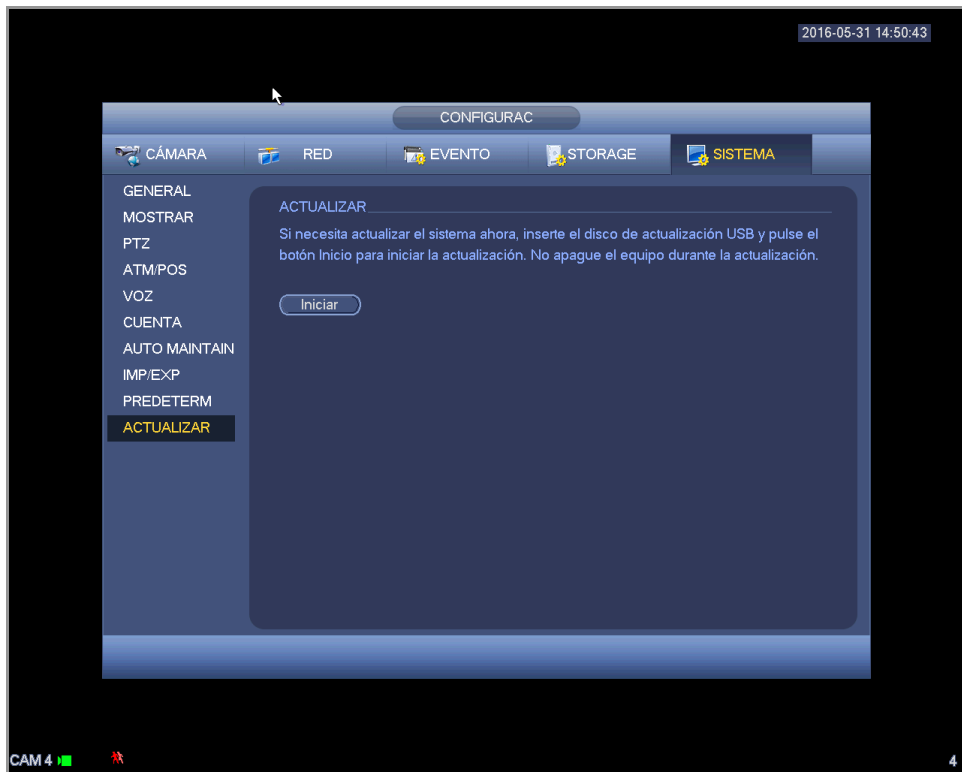 2016-05-31 14:50:43
CONFIGURAC
CÁMARA RED EVENTO STORAGE SISTEMA
GENERAL
MOSTRAR
PTZ
ATM/POS
VOZ
CUENTA
AUTO MAINTAIN
IMP/EXP
PREDETERM
ACTUALIZAR
ACTUALIZAR
Si necesita actualizar el sistema ahora, inserte el disco de actualización USB y pulse el
botón Inicio para iniciar la actualización. No apague el equipo durante la actualización.
Iniciar
CAM 4
4